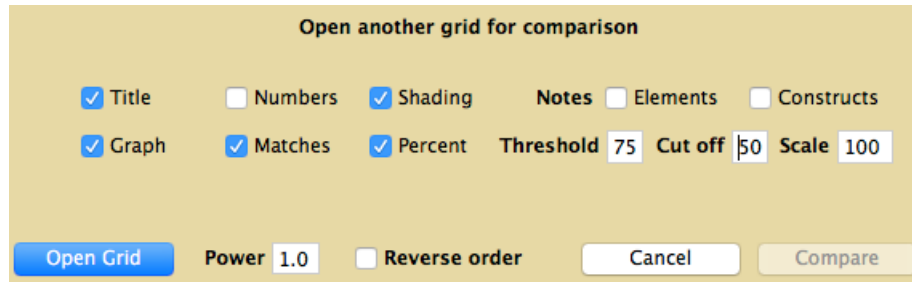 Open another grid for comparison
Title Numbers Shading Notes Elements Constructs
Graph Matches Percent Threshold 75 Cut off 50 Scale 100
Open Grid Power 1.0 Reverse order Cancel Compare